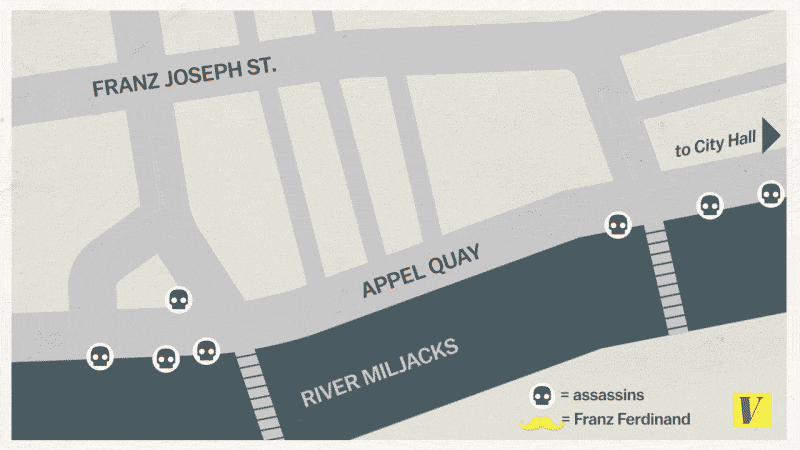 FRANZ JOSEPH ST.
to City Hall
APPEL QUAY
RIVER MILJACKS
= assassins
= Franz Ferdinand
V